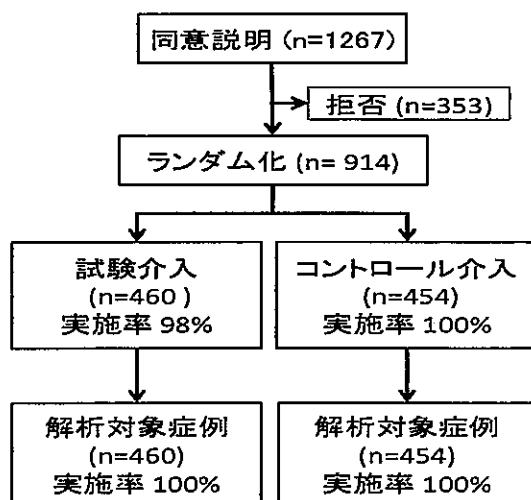 同意説明 (n=1267)
拒否 (n=353)
ランダム化 (n= 914)
試験介入
(n=460 )
実施率 98%
コントロール介入
(n=454)
実施率 100%
解析対象症例
(n=460)
実施率 100%
解析対象症例
(n=454)
実施率 100%